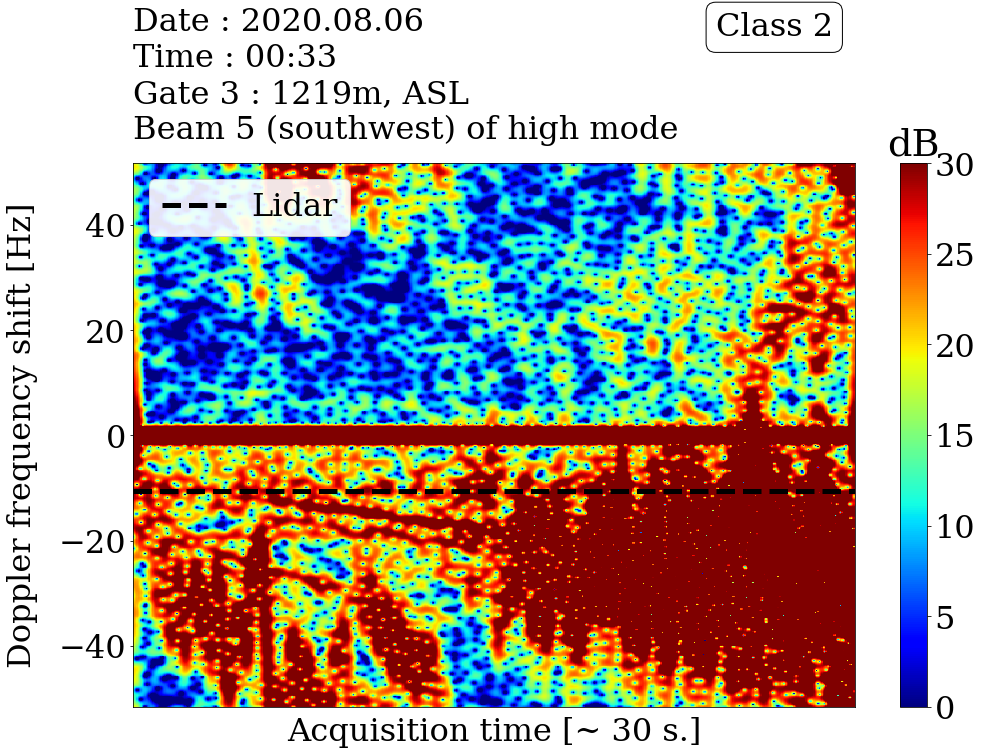 Date : 2020.08.06
Time : 00:33
Gate 3 : 1219m, ASL
Beam 5 (southwest) of high mode
Class 2
dB
Lidar
Doppler frequency shift [Hz]
40
20
0
−20
−40
Acquisition time [~ 30 s.]
30
25
20
15
10
5
0